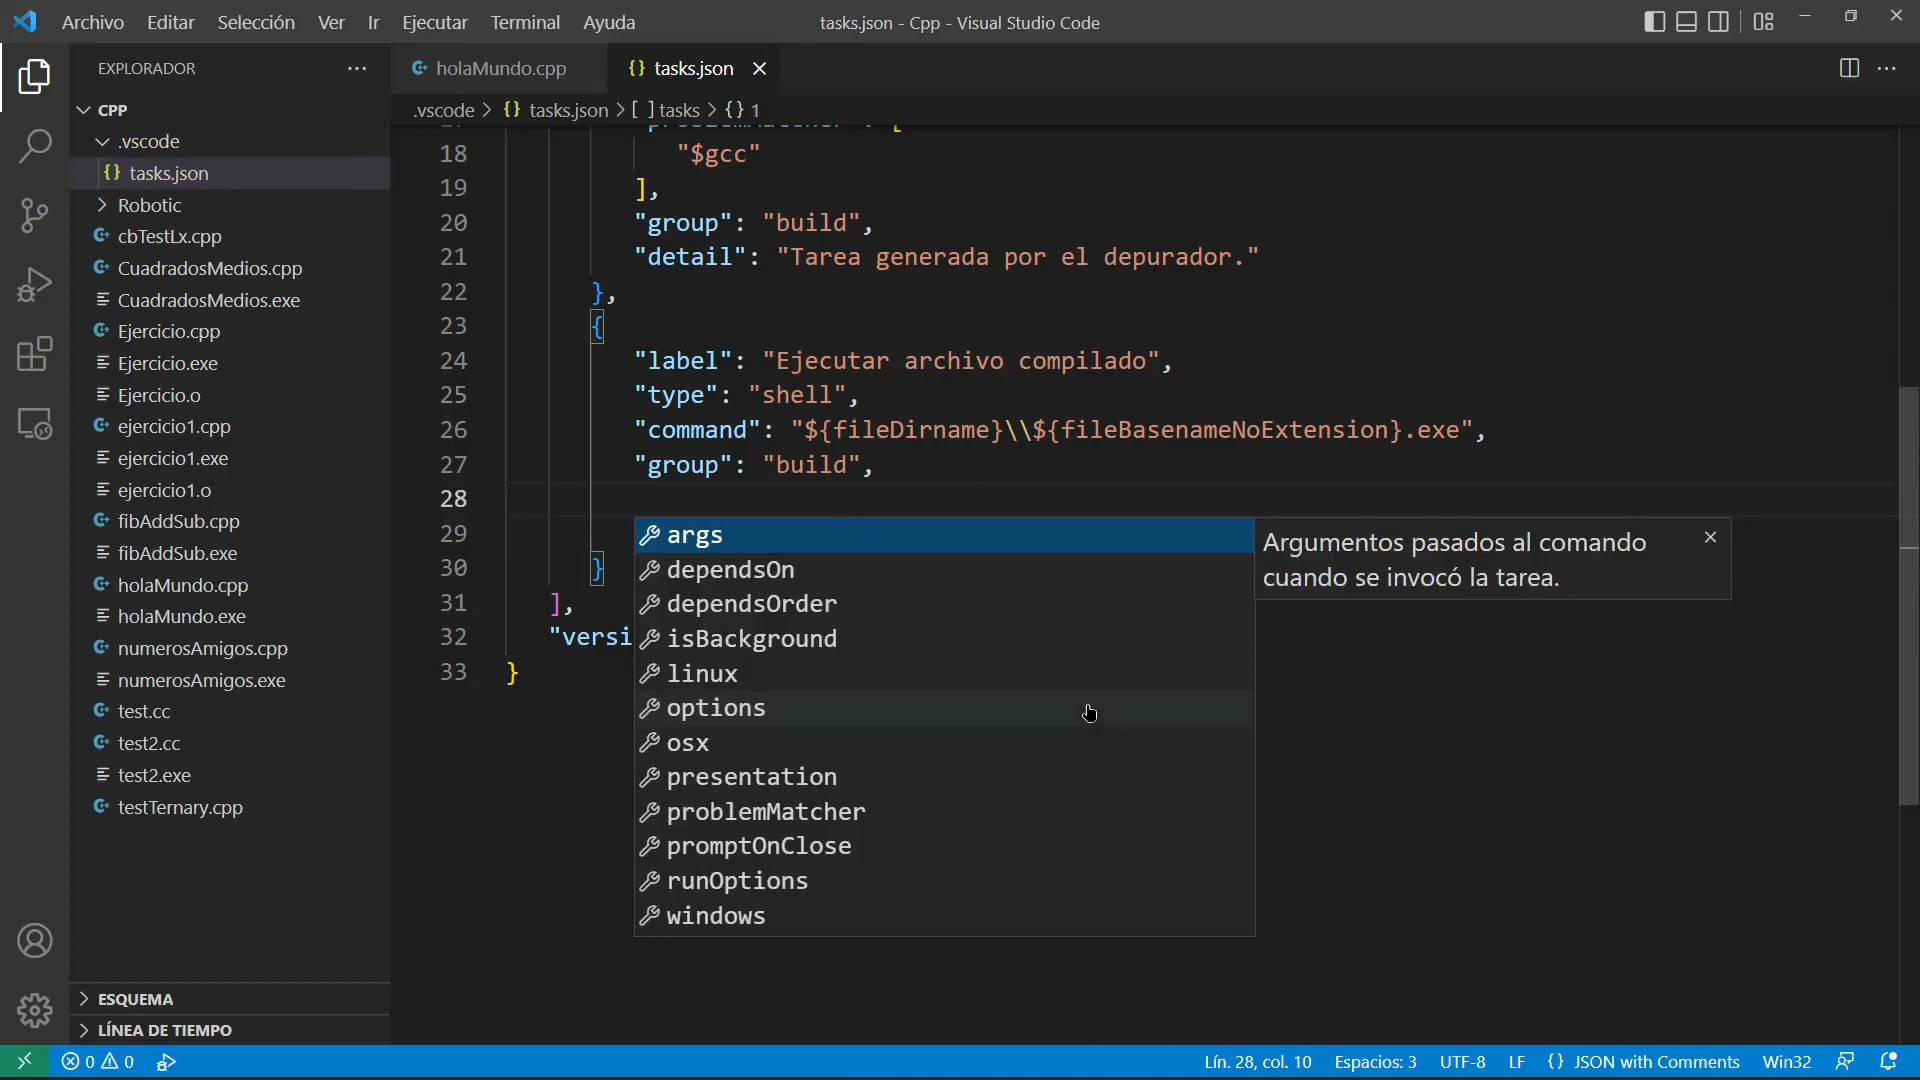 Archivo Editar Selección Ver Ir Ejecutar Terminal Ayuda
tasks.json - Cpp - Visual Studio Code
EXPLORADOR
CPP
.vscode
tasks.json
Robotic
cbTestLx.cpp
CuadradosMedios.cpp
CuadradosMedios.exe
Ejercicio.cpp
Ejercicio.exe
Ejercicio.o
ejercicio1.cpp
ejercicio1.exe
ejercicio1.o
fibAddSub.cpp
fibAddSub.exe
holaMundo.cpp
holaMundo.exe
numerosAmigos.cpp
numerosAmigos.exe
test.cc
test2.cc
test2.exe
testTernary.cpp
ESQUEMA
LÍNEA DE TIEMPO
holaMundo.cpp
{} tasks.json
.vscode > {} tasks.json > [ ] tasks > {} 1
18 "$gcc"
19 ],
20 "group": "build",
21 "detail": "Tarea generada por el depurador."
22 },
23 {
24 "label": "Ejecutar archivo compilado",
25 "type": "shell",
26 "command": "${fileDirname}\\${fileBasenameNoExtension}.exe",
27 "group": "build",
28
29
30 }
31 ],
32 "versi
33 }
args
dependsOn
dependsOrder
isBackground
linux
options
osx
presentation
problemMatcher
promptOnClose
runOptions
windows
Argumentos pasados al comando
cuando se invocó la tarea.
0 0
Lín. 28, col. 10 Espacios: 3 UTF-8 LF {} JSON with Comments Win32